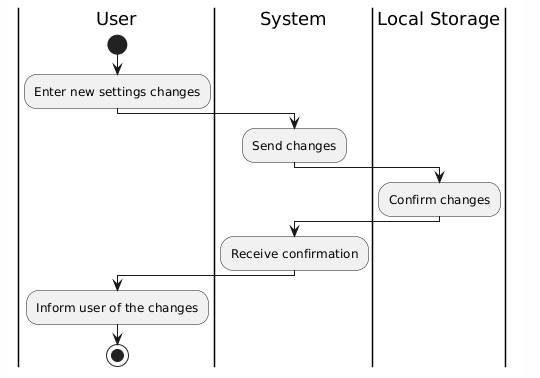 User
System
Local Storage
Enter new settings changes
Send changes
Confirm changes
Receive confirmation
Inform user of the changes